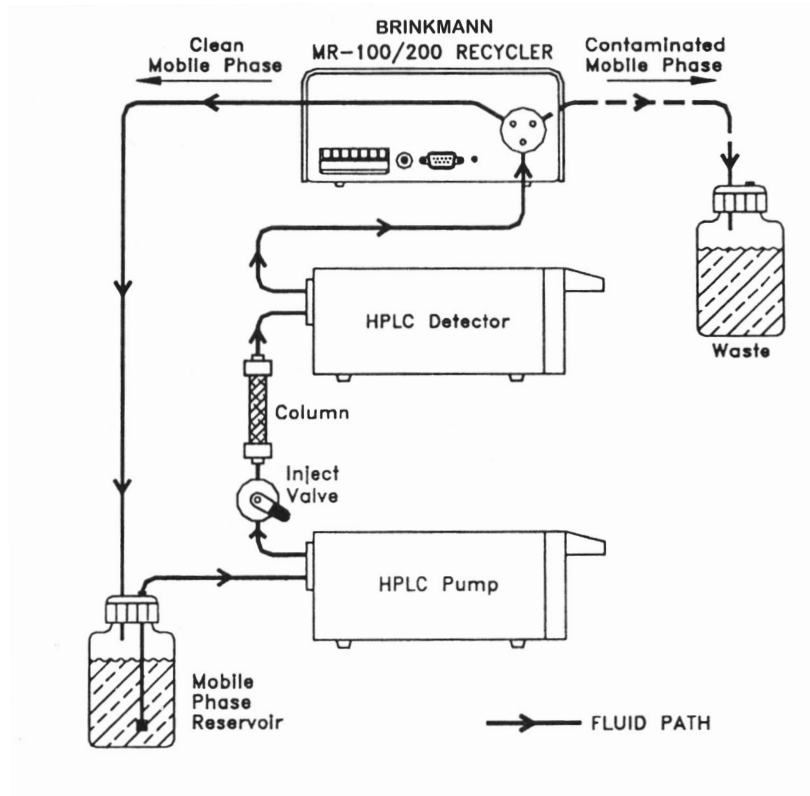 BRINKMANN
MR-100/200 RECYCLER
Clean
Mobile Phase
Contaminated
Mobile Phase
HPLC Detector
Waste
Column
Inject
Valve
HPLC Pump
Mobile
Phase
Reservoir
FLUID PATH